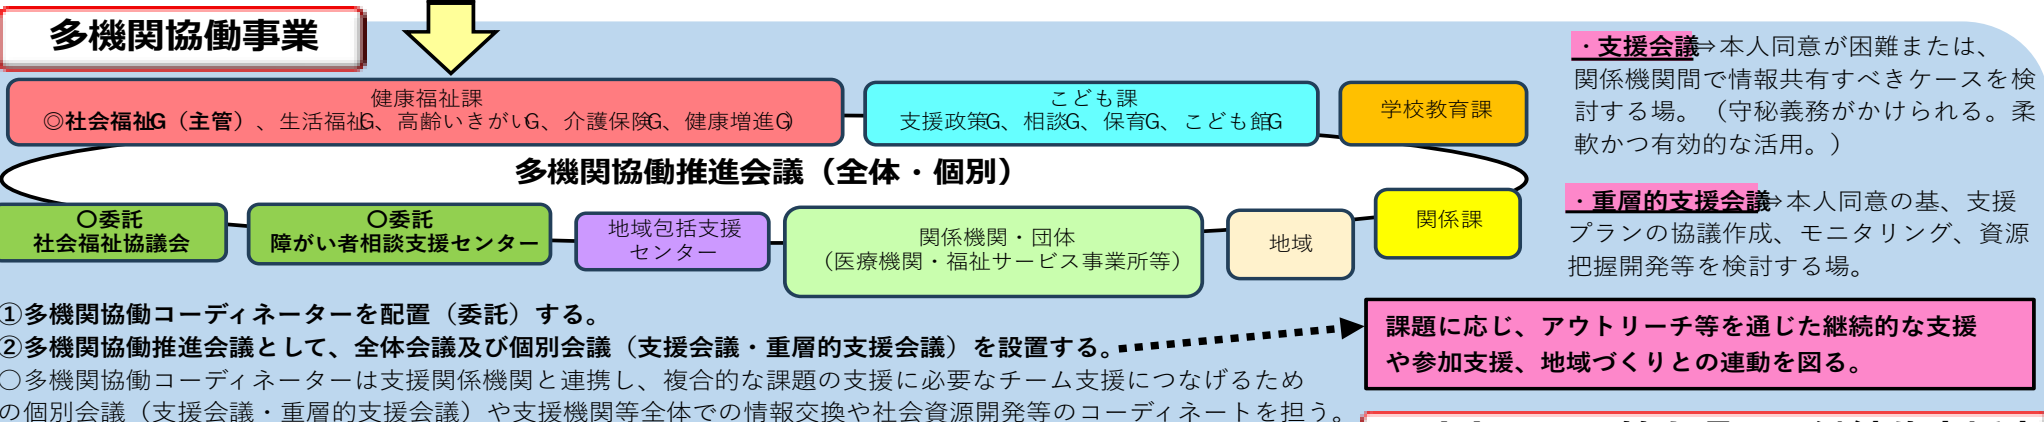 多機関協働事業
健康福祉課
◎社会福祉G（主管）、生活福祉G、高齢いきがいG、介護保険G、健康増進G
こども課
支援政策G、相談G、保育G、こども館G
学校教育課
多機関協働推進会議（全体・個別）
〇委託
社会福祉協議会
〇委託
障がい者相談支援センター
地域包括支援
センター
関係機関・団体
（医療機関・福祉サービス事業所等）
地域
関係課
・支援会議⇒本人同意が困難または、
関係機関間で情報共有すべきケースを検
討する場。（守秘義務がかけられる。柔
軟かつ有効的な活用。）
・重層的支援会議⇒本人同意の基、支援
プランの協議作成、モニタリング、資源
把握開発等を検討する場。
①多機関協働コーディネーターを配置（委託）する。
②多機関協働推進会議として、全体会議及び個別会議（支援会議・重層的支援会議）を設置する。
〇多機関協働コーディネーターは支援関係機関と連携し、複合的な課題の支援に必要なチーム支援につなげるため
の個別会議（支援会議・重層的支援会議）や支援機関等全体での情報交換や社会資源開発等のコーディネートを担う。
課題に応じ、アウトリーチ等を通じた継続的な支援
や参加支援、地域づくりとの連動を図る。